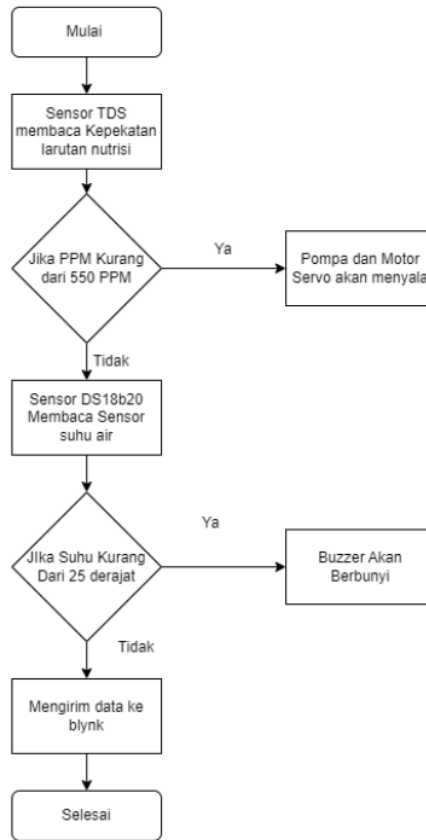 Mulai
Sensor TDS
membaca Kepekatan
larutan nutrisi
Jika PPM Kurang
dari 550 PPM
Ya
Pompa dan Motor
Servo akan menyala
Tidak
Sensor DS18b20
Membaca Sensor
suhu air
JIka Suhu Kurang
Dari 25 derajat
Ya
Buzzer Akan
Berbunyi
Tidak
Mengirim data ke
blynk
Selesai